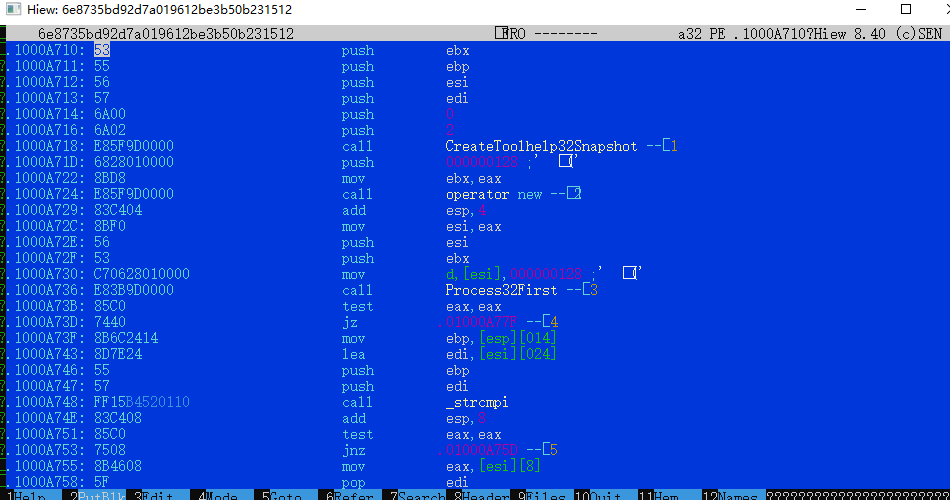 Hiew: 6e8735bd92d7a019612be3b50b231512
6e8735bd92d7a019612be3b50b231512 FRO -------- a32 PE .1000A710?Hiew 8.40 (c)SEN
?.1000A710: 53 push ebx
?.1000A711: 55 push ebp
?.1000A712: 56 push esi
?.1000A713: 57 push edi
?.1000A714: 6A00 push 0
?.1000A716: 6A02 push 2
?.1000A718: E85F9D0000 call CreateToolhelp32Snapshot --[1
?.1000A71D: 6828010000 push 000000128 ;' ('
?.1000A722: 8BD8 mov ebx,eax
?.1000A724: E85F9D0000 call operator new --2
?.1000A729: 83C404 add esp,4
?.1000A72C: 8BF0 mov esi,eax
?.1000A72E: 56 push esi
?.1000A72F: 53 push ebx
?.1000A730: C70628010000 mov d,[esi],000000128 ;' ('
?.1000A736: E83B9D0000 call Process32First --[3
?.1000A73B: 85C0 test eax,eax
?.1000A73D: 7440 jz .01000A77F --[4
?.1000A73F: 8B6C2414 mov ebp,[esp][014]
?.1000A743: 8D7E24 lea edi,[esi][024]
?.1000A746: 55 push ebp
?.1000A747: 57 push edi
?.1000A748: FF15B4520110 call _strcmpi
?.1000A74E: 83C408 add esp,8
?.1000A751: 85C0 test eax,eax
?.1000A753: 7508 jnz .01000A75D --[5
?.1000A755: 8B4608 mov eax,[esi][8]
?.1000A758: 5F pop edi
1Help 2PutBlk 3Edit 4Mode 5Goto 6Refer 7Search 8Header 9Files 10Quit 11Hem 12Names